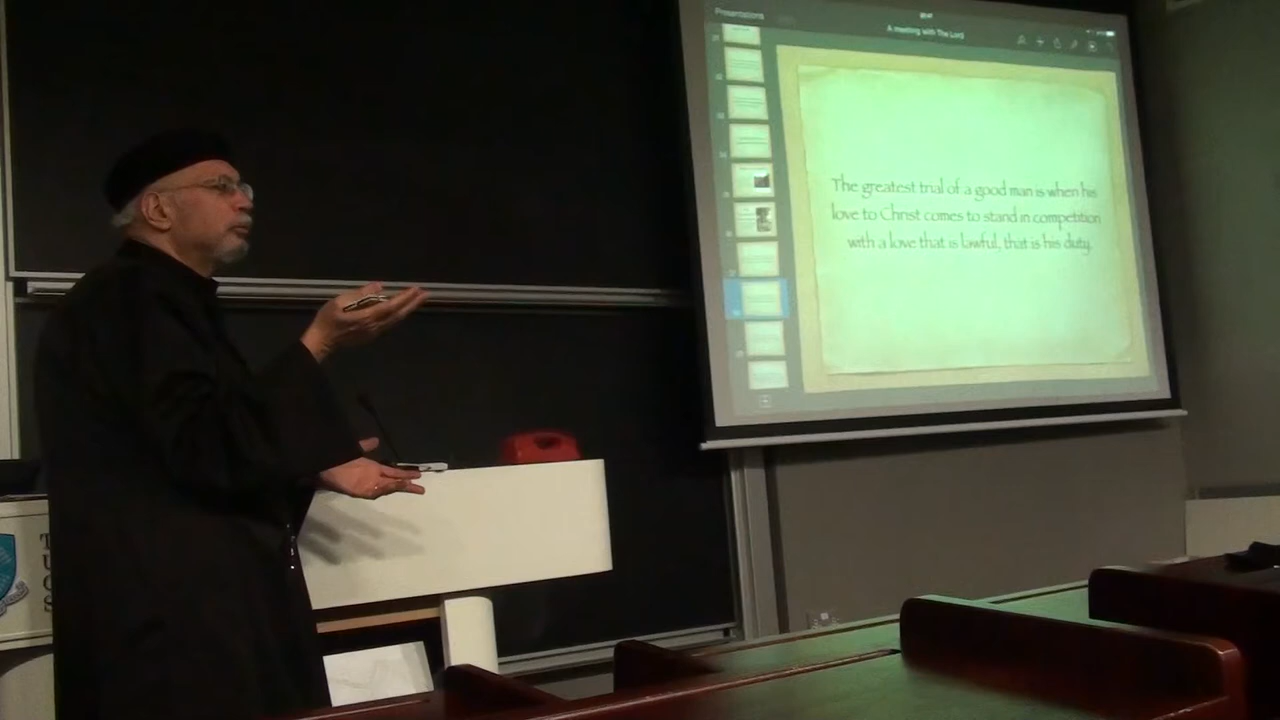 Presentations
A meeting with The Lord
The greatest trial of a good man is when his
love to Christ comes to stand in competition
with a love that is lawful, that is his duty.